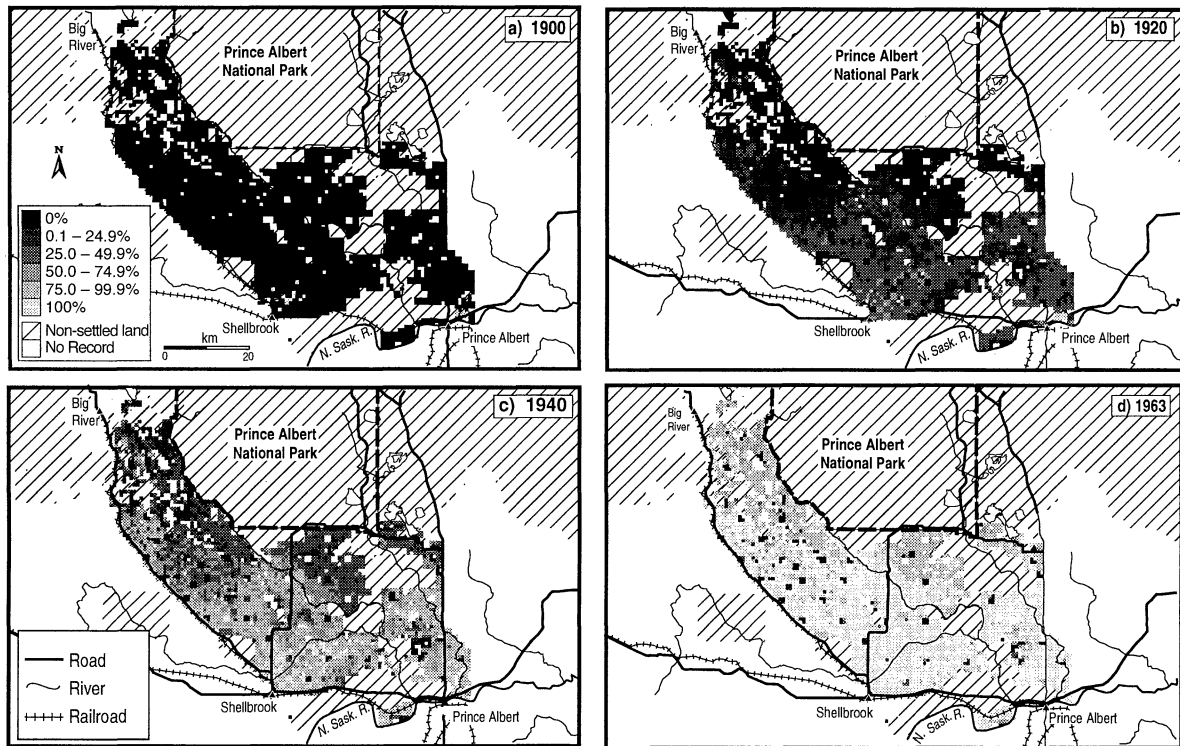 a) 1900
Big
River
Prince Albert
National Park
N
0%
0.1 – 24.9%
25.0 – 49.9%
50.0 – 74.9%
75.0 – 99.9%
100%
Non-settled land
No Record
km
0 20
Shellbrook
N. Sask. R.
Prince Albert
b) 1920
Big
River
Prince Albert
National Park
Shellbrook
N. Sask. R.
Prince Albert
c) 1940
Big
River
Prince Albert
National Park
Road
River
Railroad
Shellbrook
N. Sask. R.
Prince Albert
d) 1963
Big
River
Prince Albert
National Park
Shellbrook
N. Sask. R.
Prince Albert